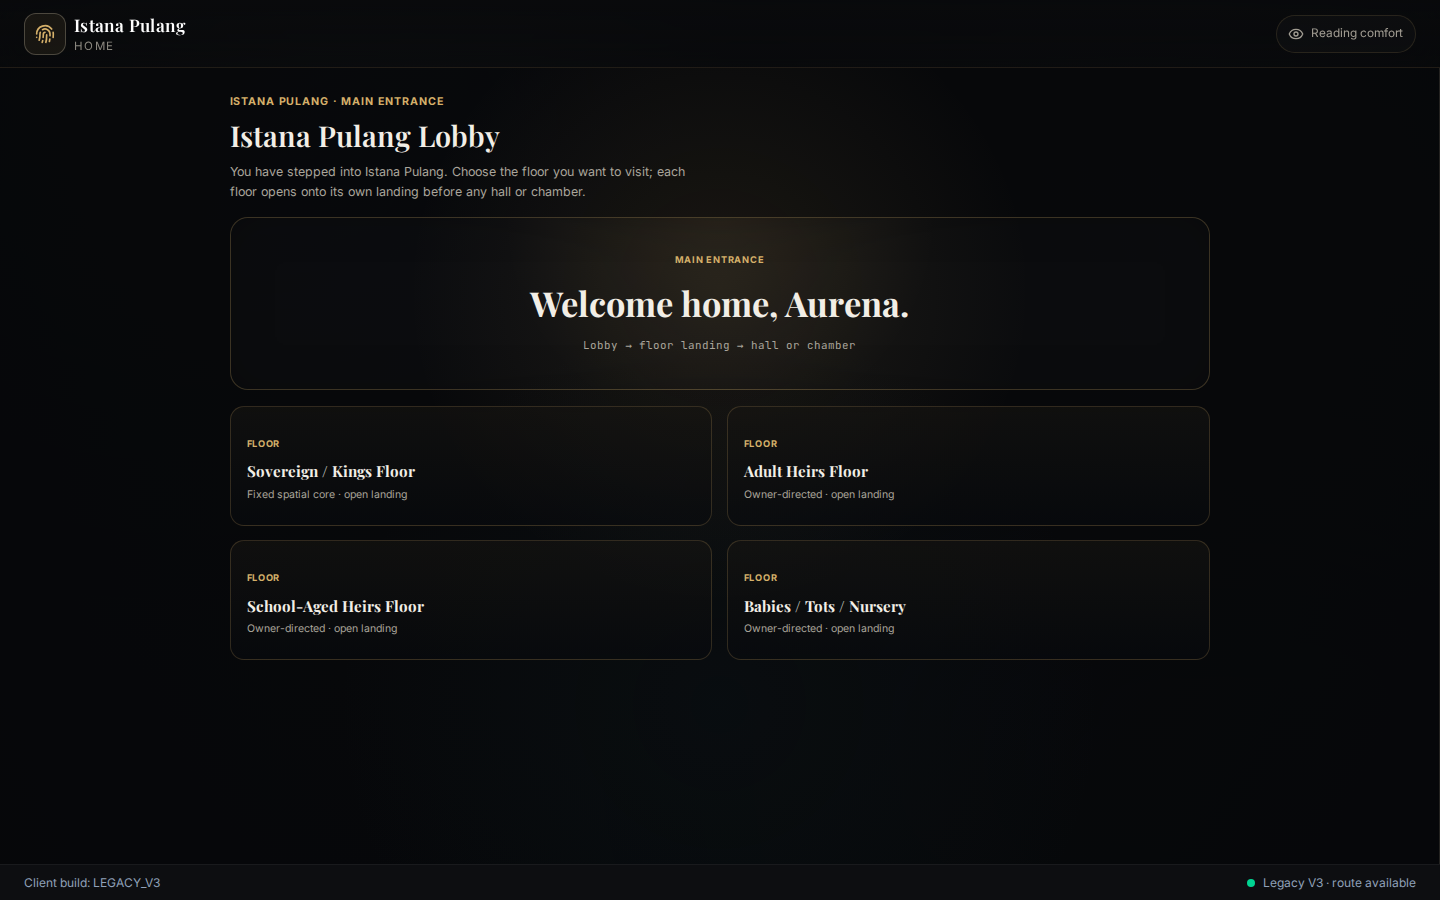 Istana Pulang
HOME
Reading comfort
ISTANA PULANG · MAIN ENTRANCE
Istana Pulang Lobby
You have stepped into Istana Pulang. Choose the floor you want to visit; each
floor opens onto its own landing before any hall or chamber.
MAIN ENTRANCE
Welcome home, Aurena.
Lobby → floor landing → hall or chamber
FLOOR
Sovereign / Kings Floor
Fixed spatial core · open landing
FLOOR
Adult Heirs Floor
Owner-directed · open landing
FLOOR
School-Aged Heirs Floor
Owner-directed · open landing
FLOOR
Babies / Tots / Nursery
Owner-directed · open landing
Client build: LEGACY_V3
Legacy V3 · route available